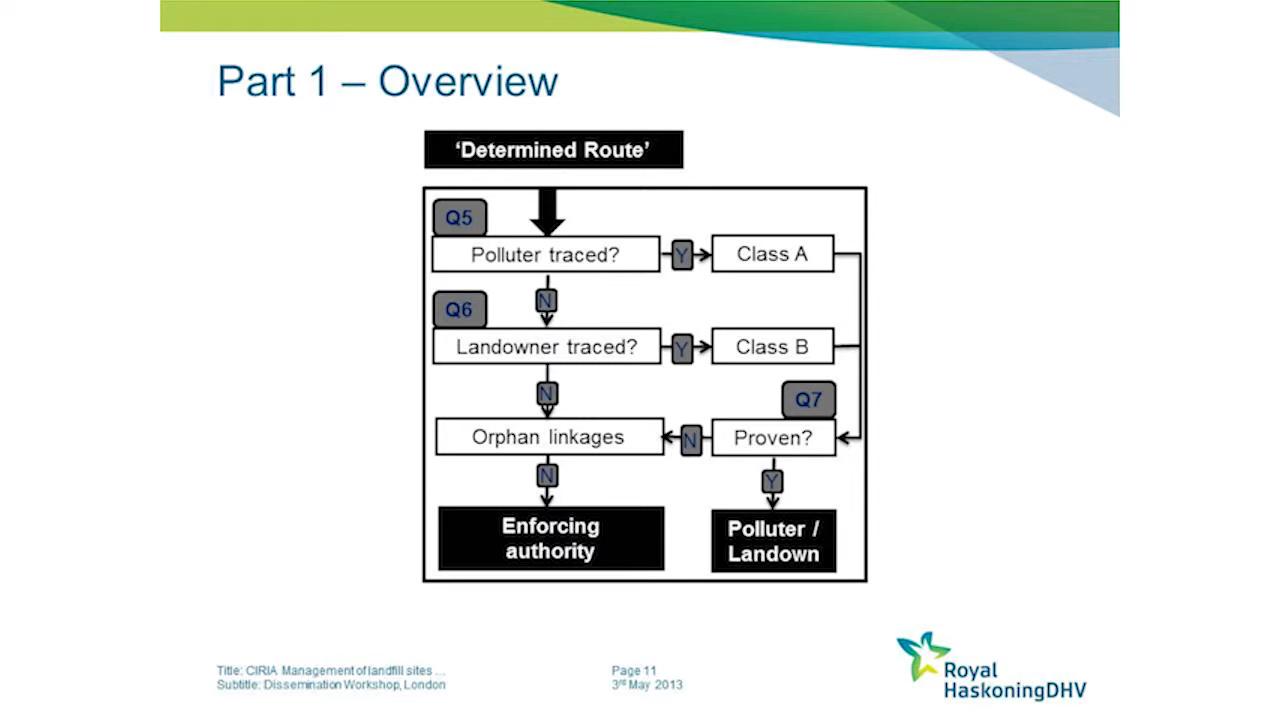 Part 1 – Overview
‘Determined Route’
Q5
Polluter traced?
Y
Class A
N
Q6
Landowner traced?
Y
Class B
N
Q7
Orphan linkages
N
Proven?
N
Y
Enforcing
authority
Polluter /
Landown
Title: CIRIA Management of landfill sites ...
Subtitle: Dissemination Workshop, London
Page 11
3rd May 2013
Royal
HaskoningDHV